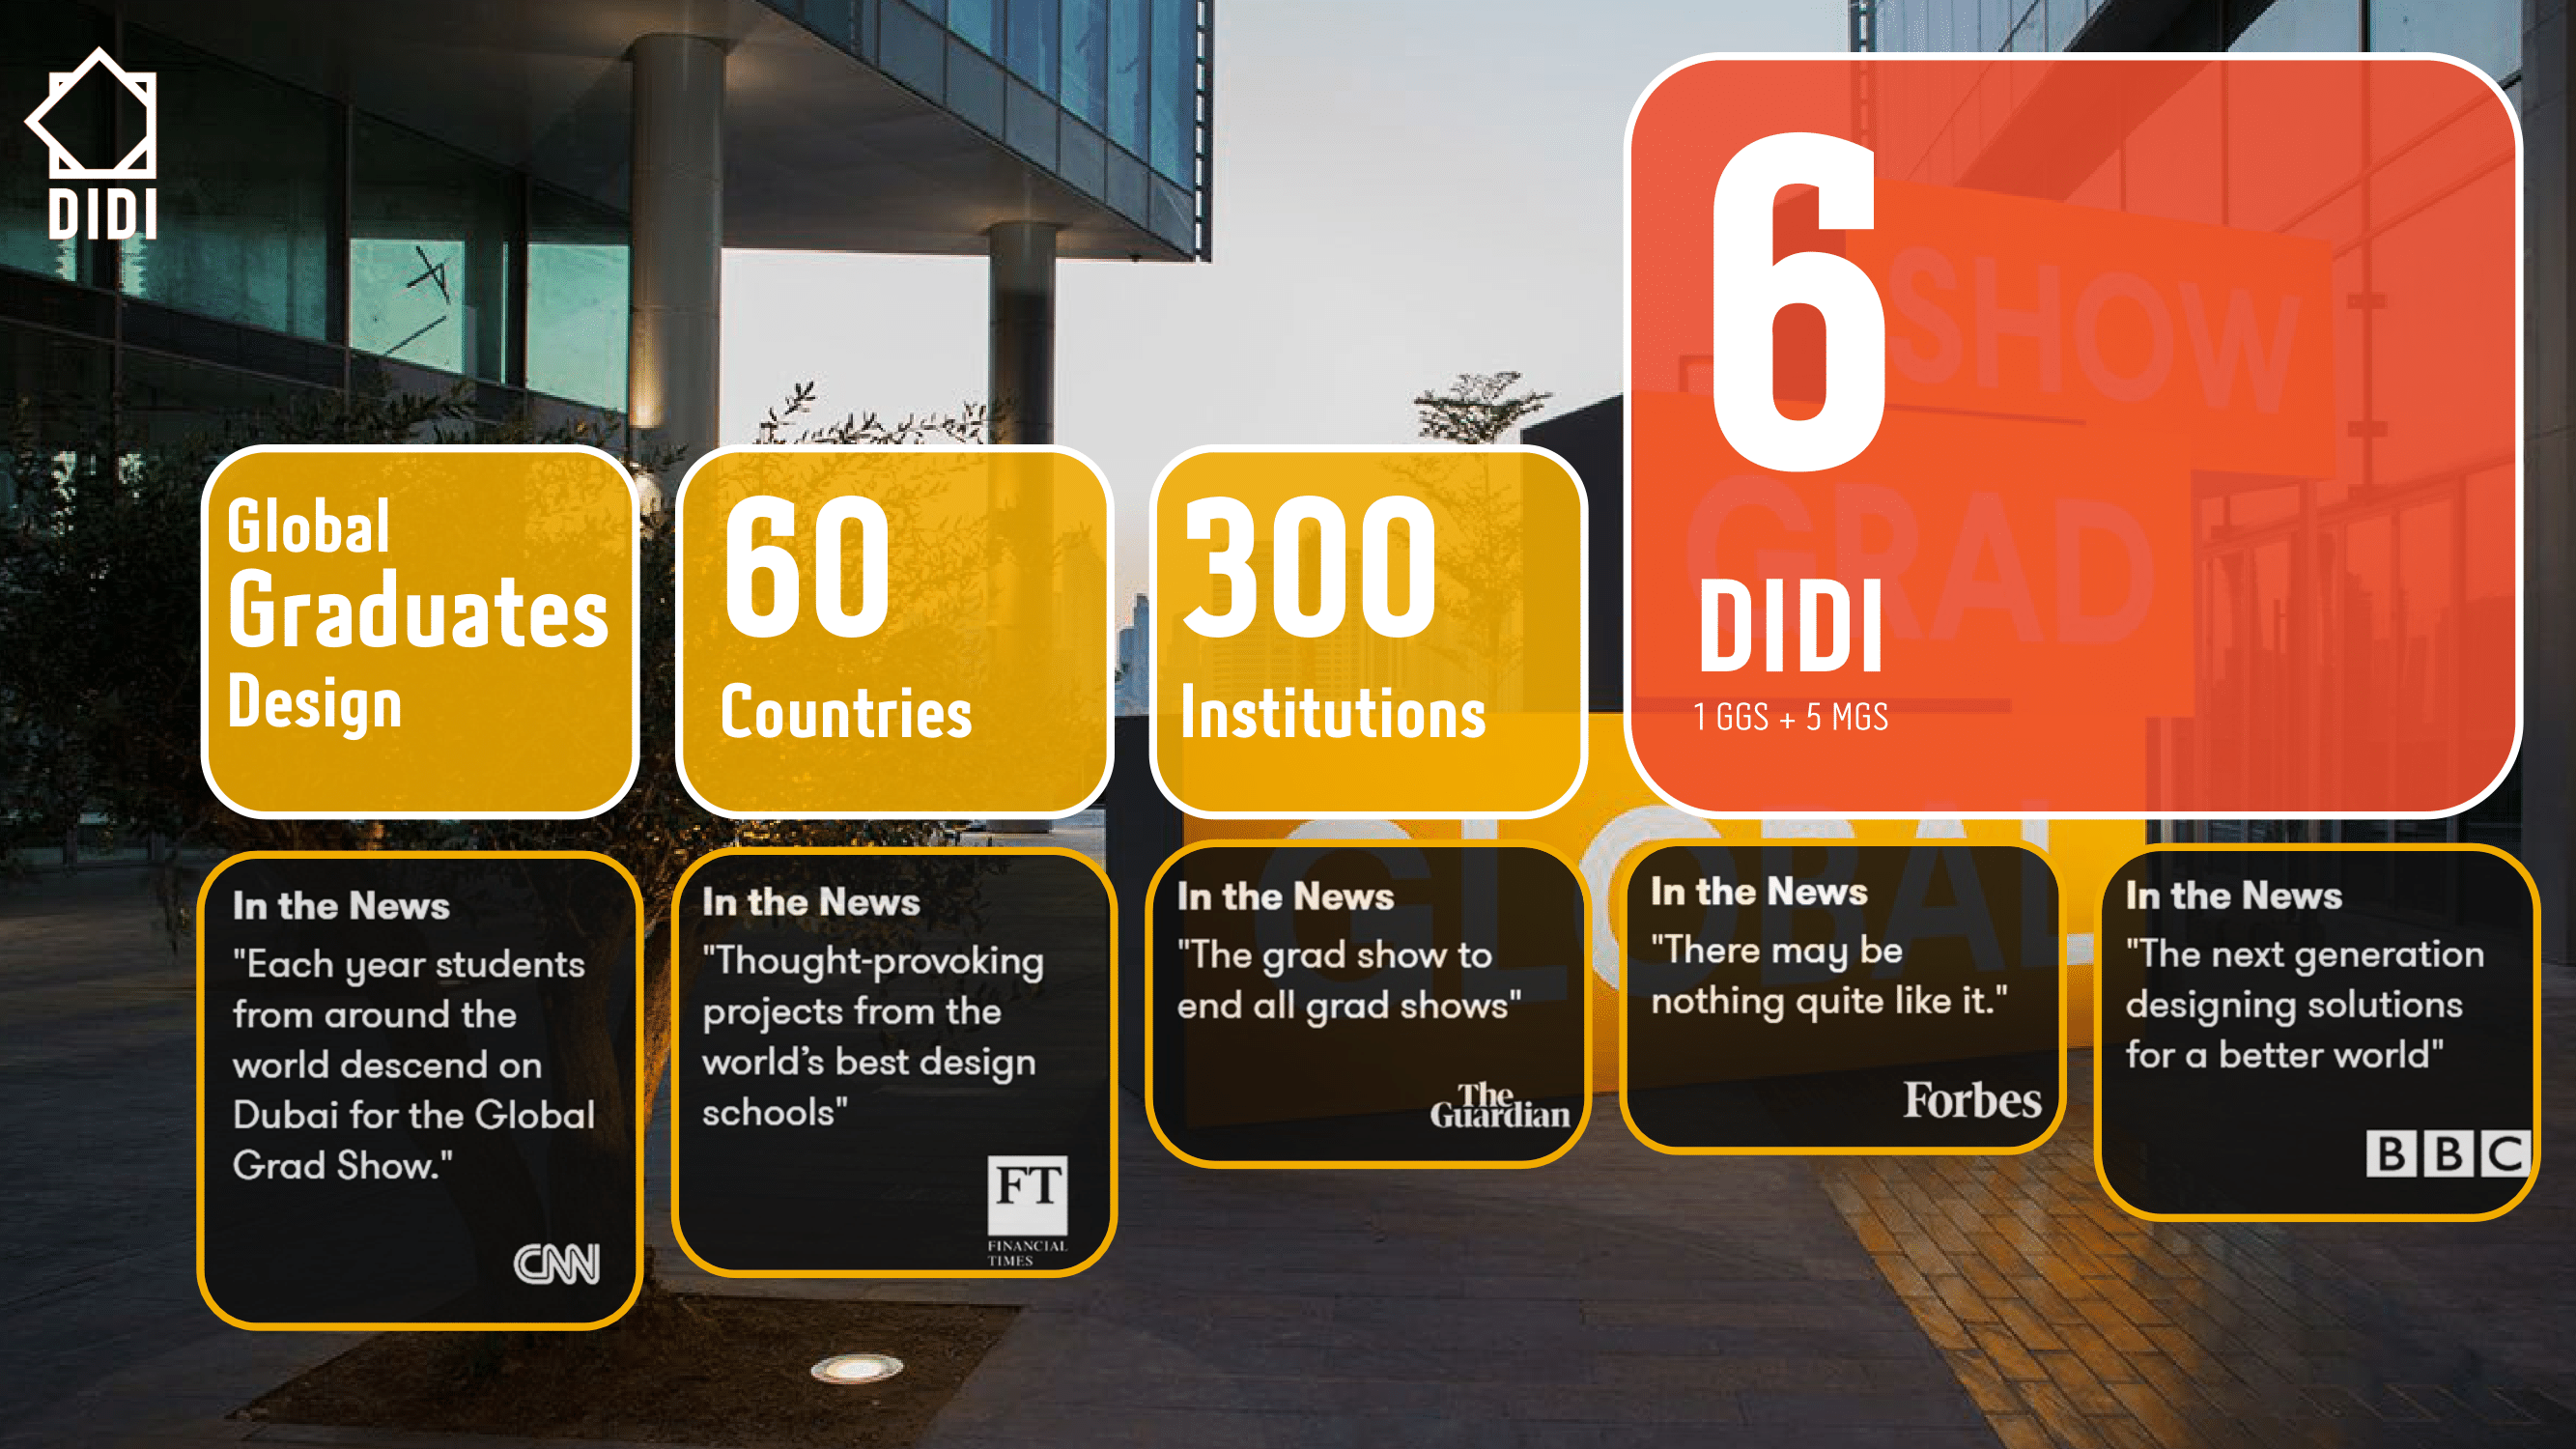 DIDI
Global
Graduates
Design
60
Countries
300
Institutions
6
DIDI
1 GGS + 5 MGS
SHOW
GRAD
GLOBAL
In the News
"Each year students
from around the
world descend on
Dubai for the Global
Grad Show."
CNN
In the News
"Thought-provoking
projects from the
world's best design
schools"
FT
FINANCIAL
TIMES
In the News
"The grad show to
end all grad shows"
The
Guardian
In the News
"There may be
nothing quite like it."
Forbes
In the News
"The next generation
designing solutions
for a better world"
BBC